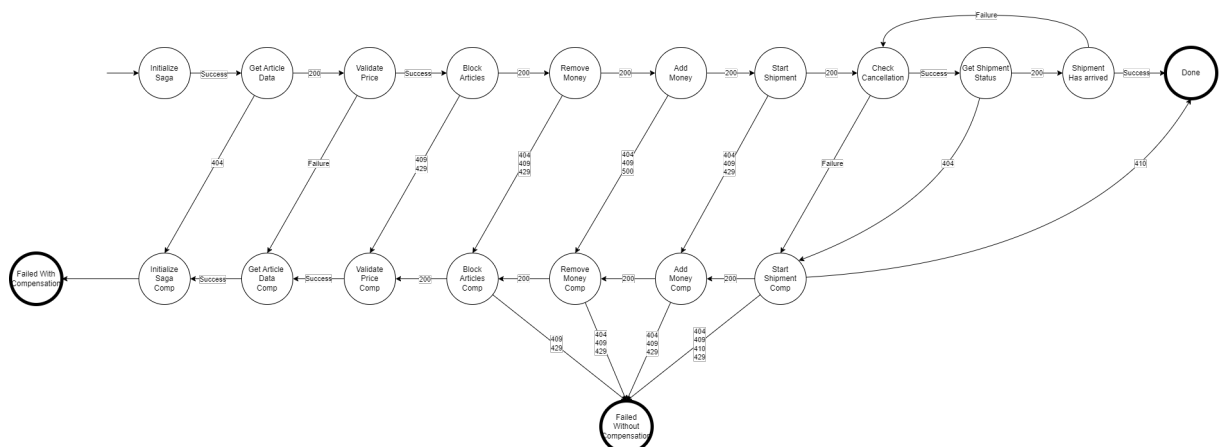 Failure
Initialize
Saga
Success
Get Article
Data
200
Validate
Price
Success
Block
Articles
200
Remove
Money
200
Add
Money
200
Start
Shipment
200
Check
Cancellation
Success
Get Shipment
Status
200
Shipment
Has arrived
Success
Done
404
Failure
409
429
404
409
429
404
409
500
404
409
429
Failure
404
410
Failed With
Compensation
Initialize
Saga
Comp
Success
Get Article
Data
Comp
Success
Validate
Price
Comp
200
Block
Articles
Comp
200
Remove
Money
Comp
200
Add
Money
Comp
200
Start
Shipment
Comp
409
429
404
409
429
404
409
429
404
409
410
429
Failed
Without
Compensation